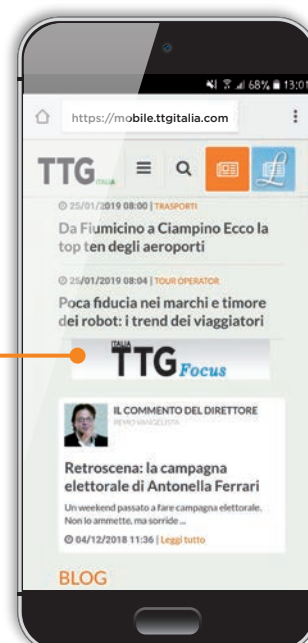 68% 13:01
https://mobile.ttgitalia.com
TTG ITALIA
25/01/2019 08:00 | TRASPORTI
Da Fiumicino a Ciampino Ecco la
top ten degli aeroporti
25/01/2019 08:04 | TOUR OPERATOR
Poca fiducia nei marchi e timore
dei robot: i trend dei viaggiatori
ITALIA
TTG Focus
IL COMMENTO DEL DIRETTORE
REMO VANGELISTA
Retroscena: la campagna
elettorale di Antonella Ferrari
Un weekend passato a fare campagna elettorale.
Non lo ammette, ma sorride ...
04/12/2018 11:36 | Leggi tutto
BLOG